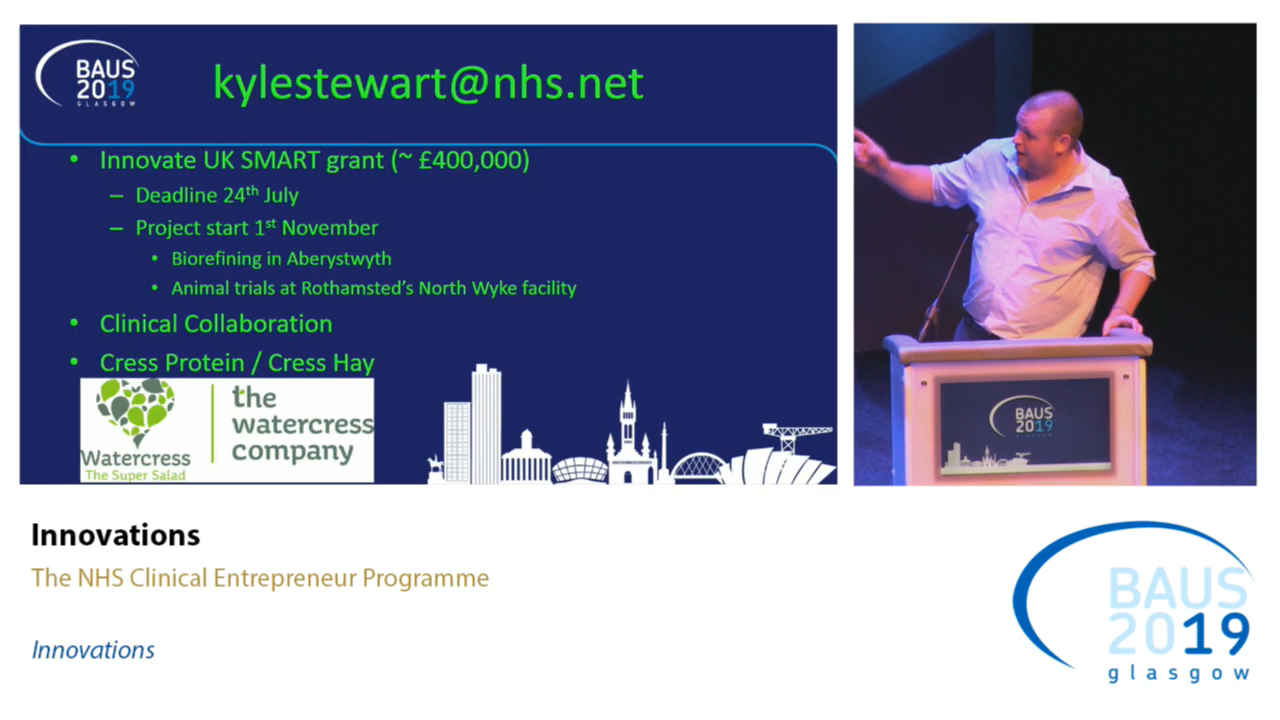 BAUS
2019
GLASGOW
kylestewart@nhs.net
• Innovate UK SMART grant (~ £400,000)
– Deadline 24th July
– Project start 1st November
• Biorefining in Aberystwyth
• Animal trials at Rothamsted's North Wyke facility
• Clinical Collaboration
• Cress Protein / Cress Hay
Watercress
The Super Salad
the
watercress
company
BAUS
2019
Innovations
The NHS Clinical Entrepreneur Programme
Innovations
BAUS
2019
glasgow